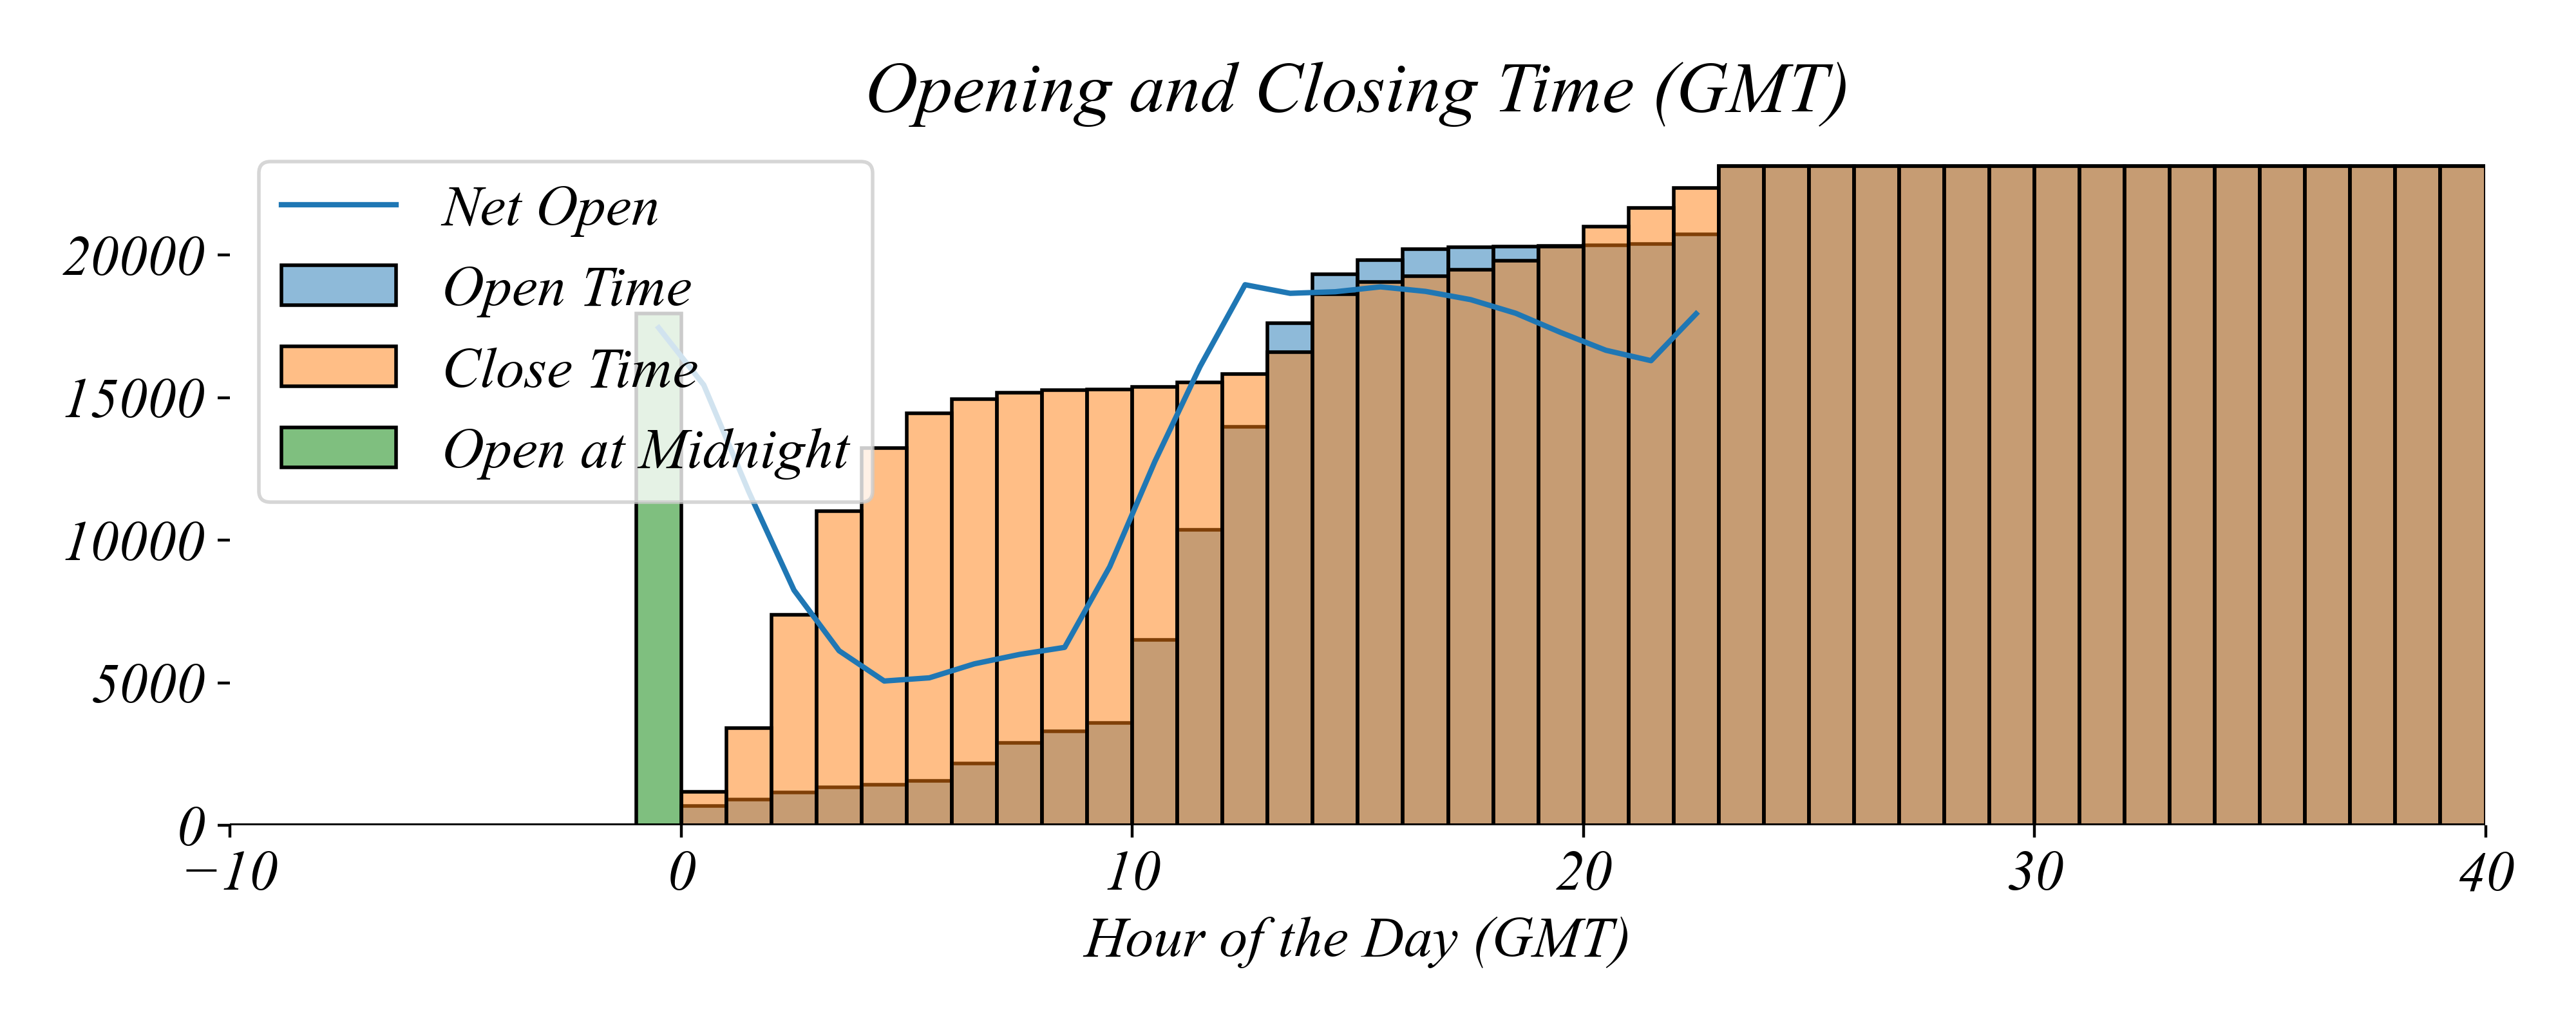 Opening and Closing Time (GMT)
Net Open
Open Time
Close Time
Open at Midnight
20000
15000
10000
5000
0
−10 0 10 20 30 40
Hour of the Day (GMT)